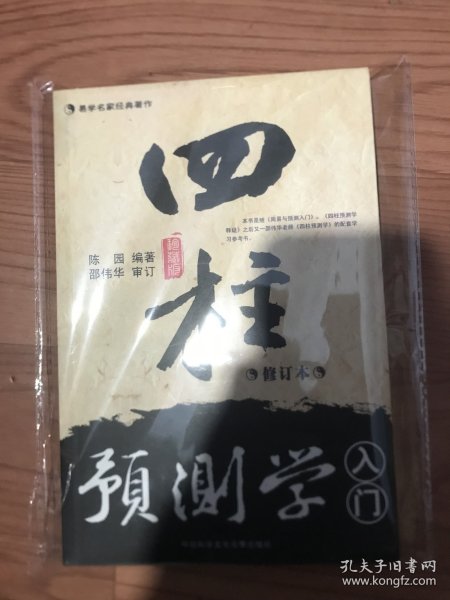 易学名家经典著作
四柱
本书是继《周易与预测入门》、《四柱预测学
释疑》之后又一部伟华老师《四柱预测学》的配套学
习参考书。
陈 园 编著
邵伟华 审订
修订本
預測学
入门
孔夫子旧书网
www.kongfz.com